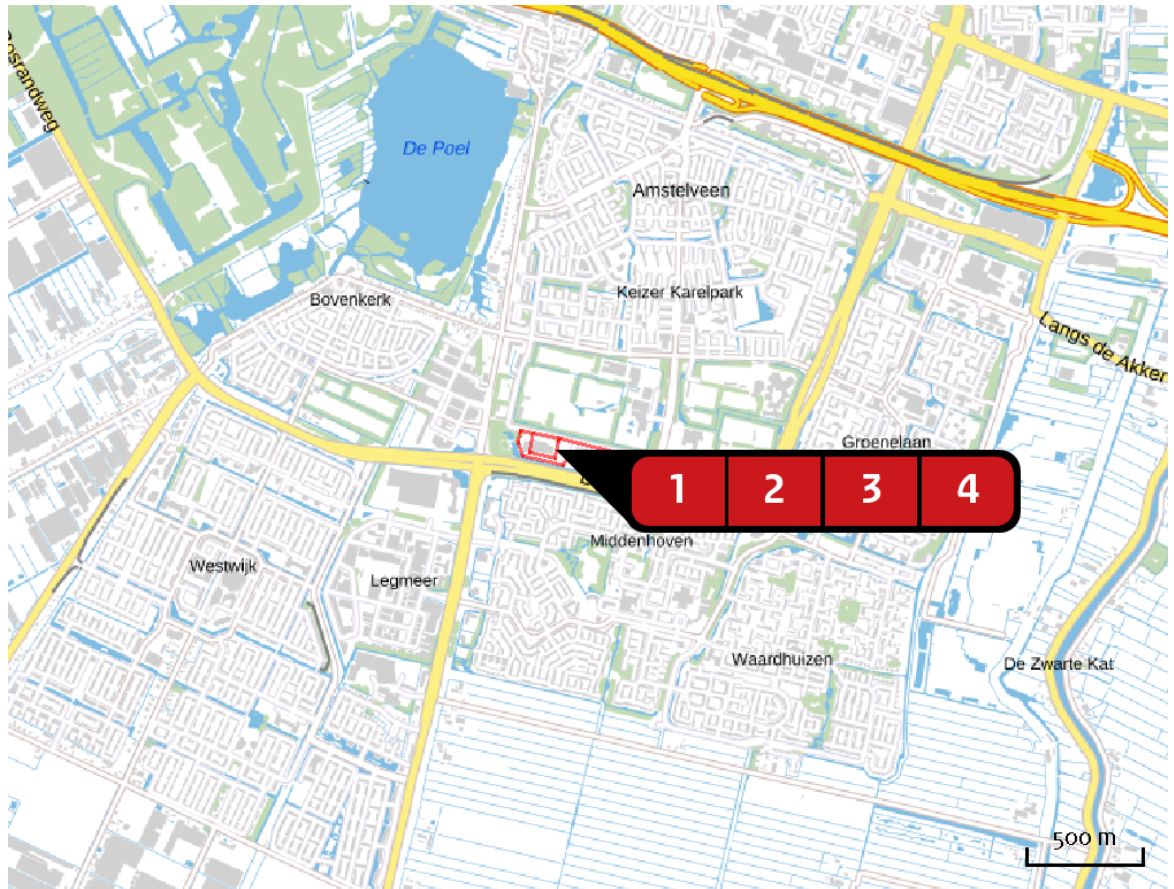 De Poel
Amstelveen
Keizer Karelpark
Bovenkerk
Langs de Akker
Groenelaan
1 2 3 4
Middenhoven
Westwijk
Legmeer
Waardhuizen
De Zwarte Kat
500 m